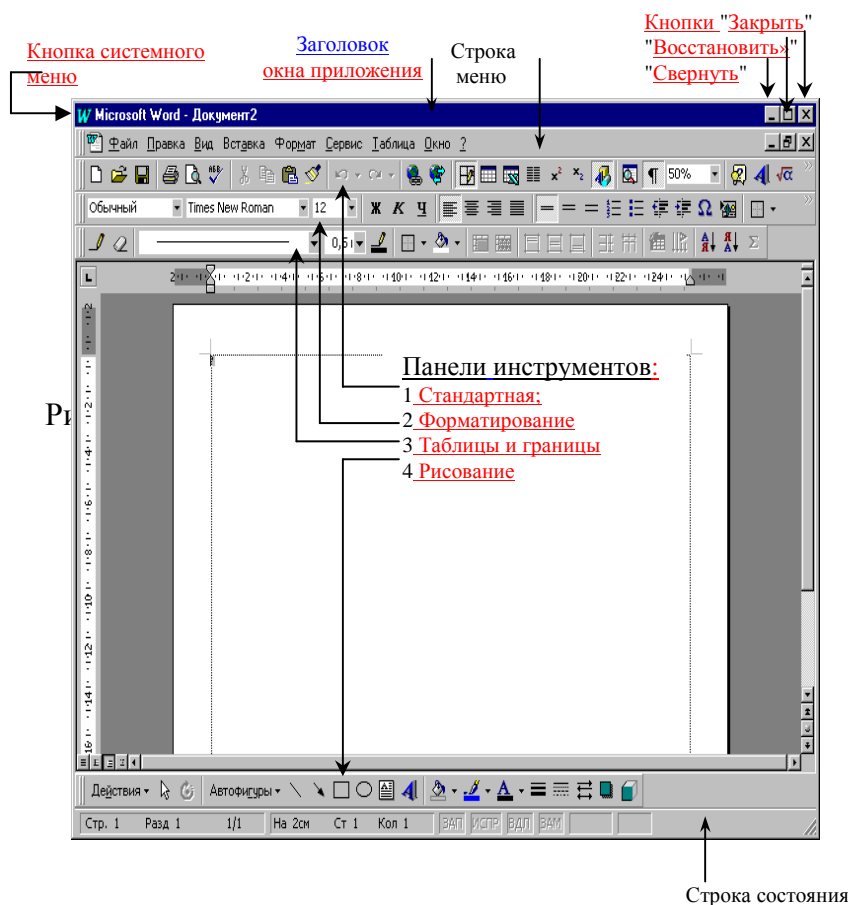 Кнопка системного
меню
Заголовок
окна приложения
Строка
меню
Кнопки "Закрыть"
"Восстановить»"
"Свернуть"
Microsoft Word - Документ2
Файл Правка Вид Вставка Формат Сервис Таблица Окно ?
50%
Обычный Times New Roman 12 Ж К Ч
0,5
Панели инструментов:
1 Стандартная;
2 Форматирование
3 Таблицы и границы
4 Рисование
Ри
Действия Автофигуры
Стр. 1 Разд 1 1/1 На 2см Ст 1 Кол 1 ЗАП ИСПР ВДЛ ЗАМ
Строка состояния